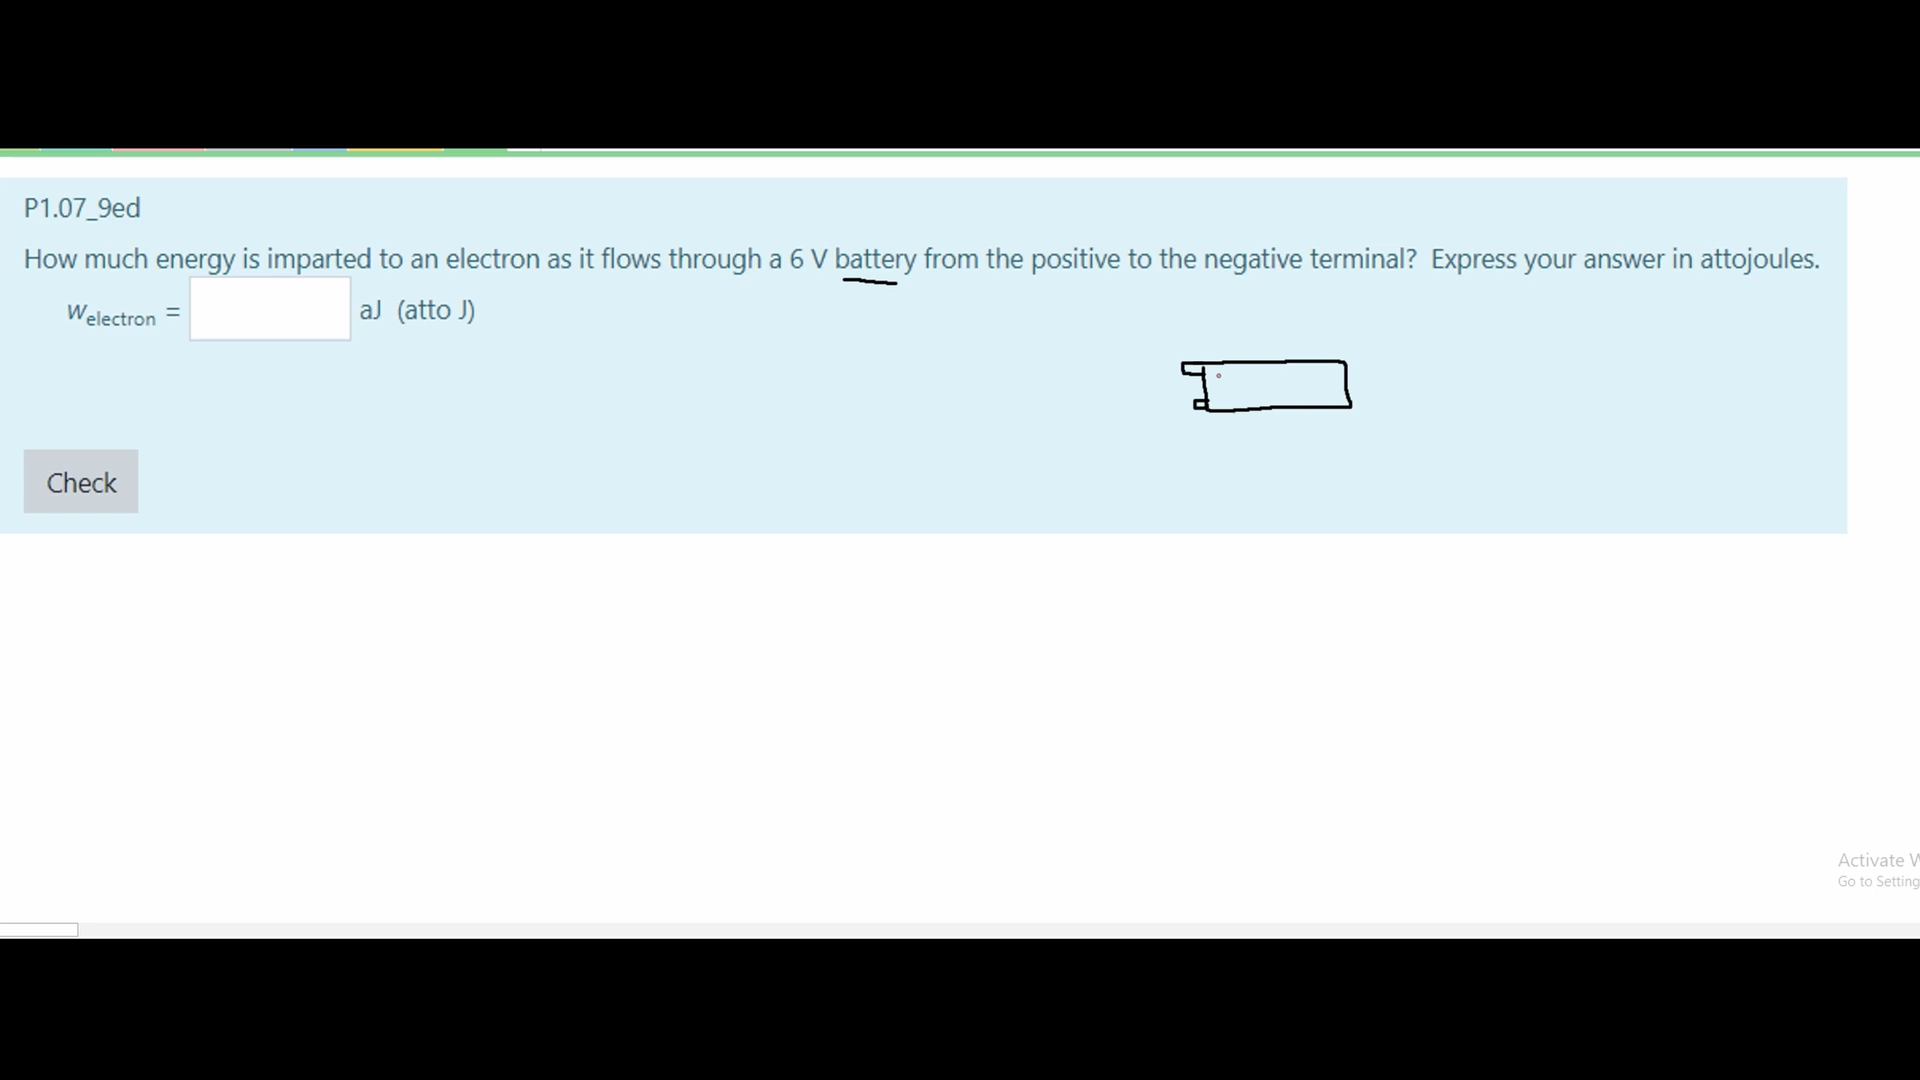 P1.07_9ed
How much energy is imparted to an electron as it flows through a 6 V battery from the positive to the negative terminal? Express your answer in attojoules.
welectron = aJ (atto J)
Check
Activate W
Go to Setting